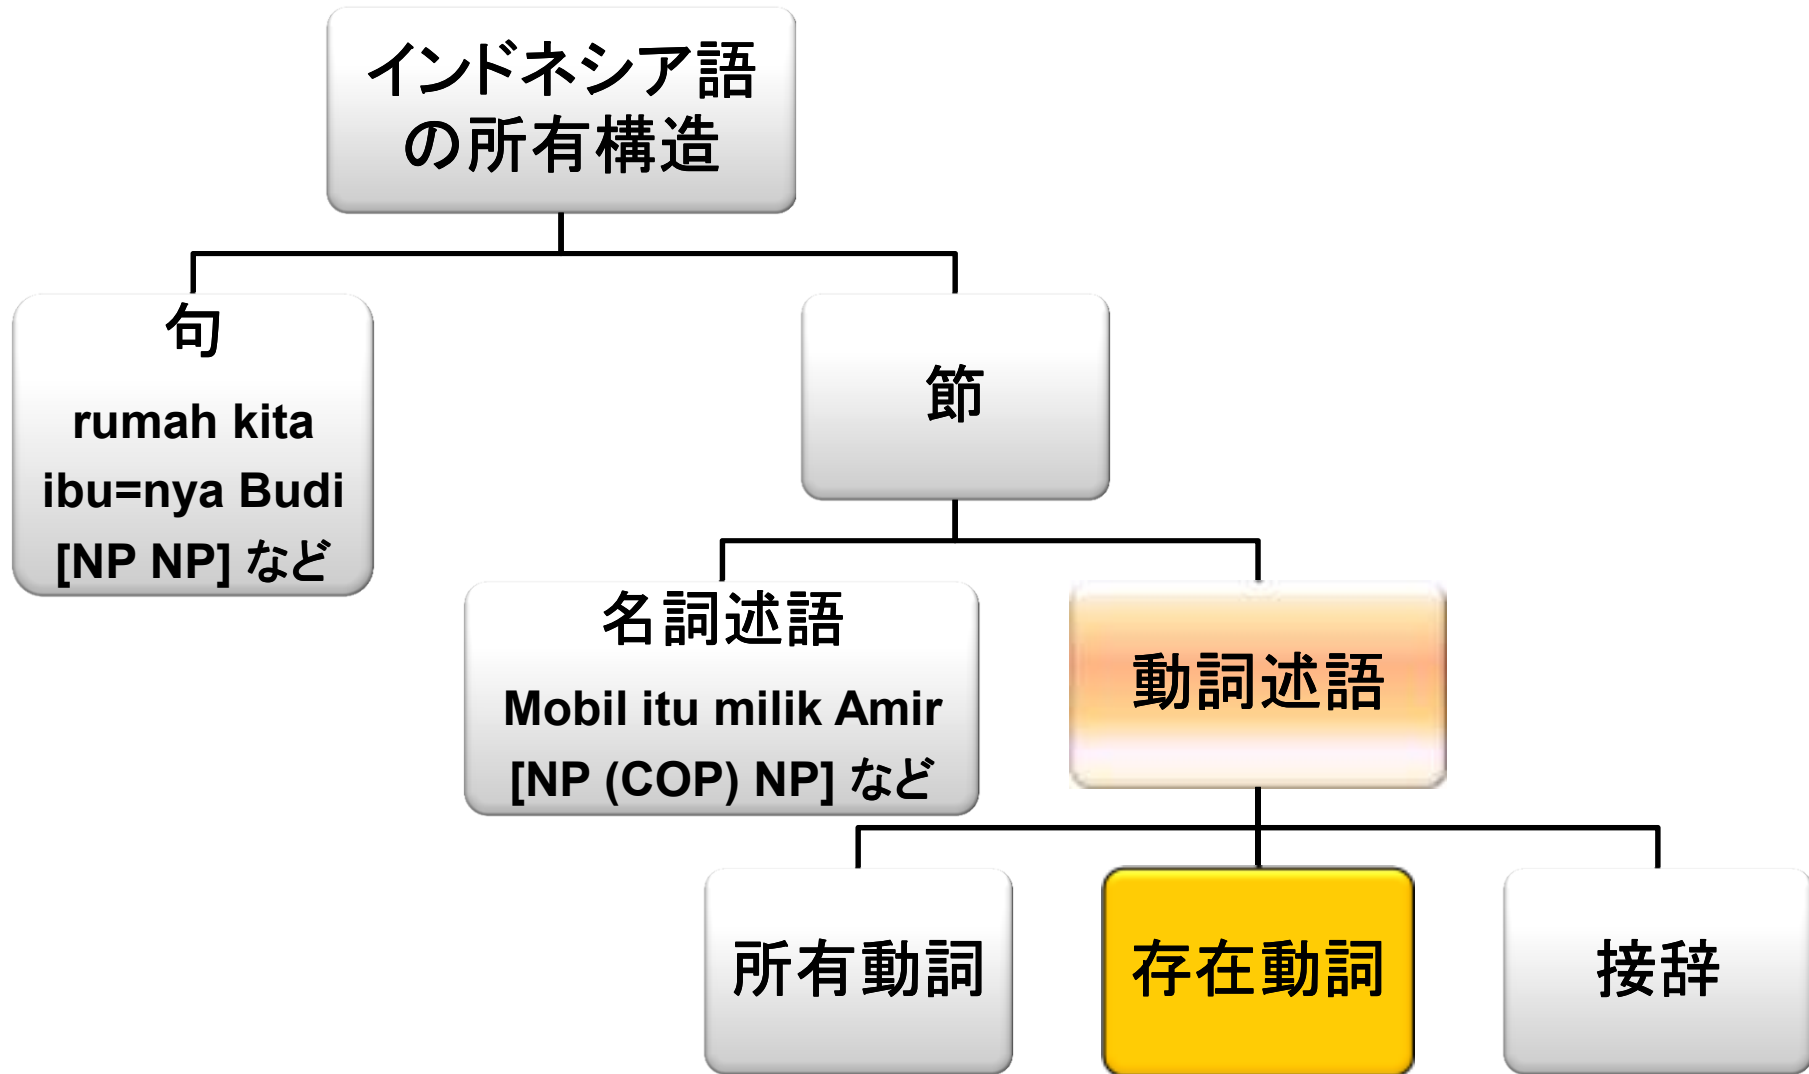 インドネシア語
の所有構造
句
rumah kita
ibu=nya Budi
[NP NP] など
節
名詞述語
Mobil itu milik Amir
[NP (COP) NP] など
動詞述語
所有動詞
存在動詞
接辞